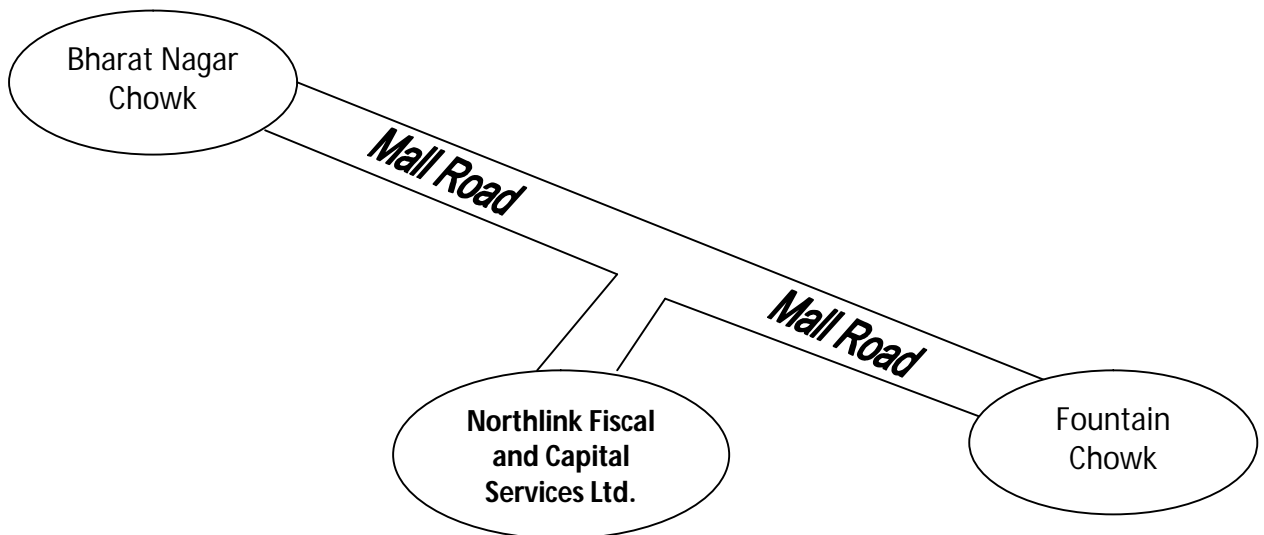 Bharat Nagar
Chowk
Mall Road
Mall Road
Northlink Fiscal
and Capital
Services Ltd.
Fountain
Chowk